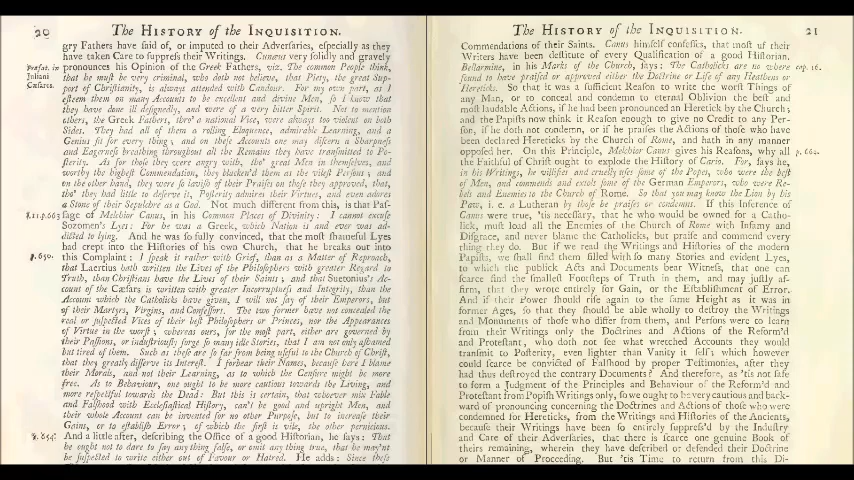 20 The HISTORY of the INQUISITION.
gry Fathers have said of, or imputed to their Adversaries, especially as they
have taken Care to suppress their Writings. Cunæus very solidly and gravely
Præfat. in pronounces his Opinion of the Greek Fathers, viz. The common People think,
Juliani that he must be very criminal, who doth not believe, that Piety, the great Sup-
Cæsares. port of Christianity, is always attended with Candour. For my own part, as I
esteem them on many Accounts to be excellent and divine Men, so I know that
they have done ill designedly, and were of a very bitter Spirit. Not to mention
others, the Greek Fathers, thro' a national Vice, were always too violent on both
Sides. They had all of them a rolling Eloquence, admirable Learning, and a
Genius fit for every thing; and on these Accounts one may discern a Sharpness
and Eagerness breathing throughout all the Remains they have transmitted to Po-
sterity. As for those they were angry with, tho' great Men in themselves, and
worthy the highest Commendation, they blacken'd them as the vilest Persons; and
on the other hand, they were so lavish of their Praises on those they approved, that,
tho' they had little to deserve it, Posterity admires their Virtues, and even adores
a Stone of their Sepulchre as a God. Not much different from this, is that Pas-
sage of Melchior Canus, in his Common Places of Divinity: I cannot excuse
Sozomen's Lyes: For he was a Greek, which Nation is and ever was ad-
dicted to lying. And he was so fully convinced, that the most shameful Lyes
had crept into the Histories of his own Church, that he breaks out into
p. 650. this Complaint: I speak it rather with Grief, than as a Matter of Reproach,
that Laertius hath written the Lives of the Philosophers with greater Regard to
Truth, than Christians have the Lives of their Saints; and that Suetonius's Ac-
count of the Cæsars is written with greater Incorruptness and Integrity, than the
Account which the Catholicks have given, I will not say of their Emperors, but
of their Martyrs, Virgins, and Confessors. The two former have not concealed the
real or suspected Vices of their best Philosophers or Princes, nor the Appearances
of Virtue in the worst; whereas ours, for the most part, either are governed by
their Passions, or industriously forge so many idle Stories, that I am not only ashamed
but tired of them. Such as these are so far from being useful to the Church of Christ,
that they greatly disserve its Interest. I forbear their Names, because here I blame
their Morals, and not their Learning, as to which the Censure might be more
free. As to Behaviour, one ought to be more cautious towards the Living, and
more respectful towards the Dead: But this is certain, that whoever mix Fable
and Falshood with Ecclesiastical History, can't be good and upright Men, and
their whole Account can be invented for no other Purpose, but to increase their
Gains, or to establish Error; of which the first is vile, the other pernicious.
p. 654. And a little after, describing the Office of a good Historian, he says: That
he ought not to dare to say any thing false, or omit any thing true, that he mayn't
be suspected to write either out of Favour or Hatred. He adds: Since these
The HISTORY of the INQUISITION. 21
Commendations of their Saints. Canus himself confesses, that most of their
Writers have been destitute of every Qualification of a good Historian.
Bellarmine, in his Marks of the Church, says: The Catholicks are no where cap. 16.
found to have praised or approved either the Doctrine or Life of any Heathens or
Hereticks. So that it was a sufficient Reason to write the worst Things of
any Man, or to conceal and condemn to eternal Oblivion the best and
most laudable Actions, if he had been pronounced an Heretick by the Church;
and the Papists now think it Reason enough to give no Credit to any Per-
son, if he doth not condemn, or if he praises the Actions of those who have
been declared Hereticks by the Church of Rome, and hath in any manner
opposed her. On this Principle, Melchior Canus gives his Reasons, why all p. 662.
the Faithful of Christ ought to explode the History of Cario. For, says he,
in his Writings, he vilifies and cruelly uses some of the Popes, who were the best
of Men, and commends and extols some of the German Emperors, who were Re-
bels and Enemies to the Church of Rome. So that you may know the Lion by his
Paw, i. e. a Lutheran by those he praises or condemns. If this Inference of
Canus were true, 'tis necessary, that he who would be owned for a Catho-
lick, must load all the Enemies of the Church of Rome with Infamy and
Disgrace, and never blame the Catholicks, but praise and commend every
thing they do. But if we read the Writings and Histories of the modern
Papists, we shall find them filled with so many Stories and evident Lyes,
to which the publick Acts and Documents bear Witness, that one can
scarce find the smallest Footsteps of Truth in them, and may justly af-
firm, that they wrote entirely for Gain, or the Establishment of Error.
And if their Power should rise again to the same Height as it was in
former Ages, so that they should be able wholly to destroy the Writings
and Monuments of those who differ from them, and Persons were to learn
from their Writings only the Doctrines and Actions of the Reform'd
and Protestant, who doth not see what wretched Accounts they would
transmit to Posterity, even lighter than Vanity it self; which however
could scarce be convicted of Falshood by proper Testimonies, after they
had thus destroyed the contrary Documents? And therefore, as 'tis not safe
to form a Judgment of the Principles and Behaviour of the Reform'd and
Protestant from Popish Writings only, so we ought to be very cautious and back-
ward of pronouncing concerning the Doctrines and Actions of those who were
condemned for Hereticks, from the Writings and Histories of the Ancients,
because their Writings have been so entirely suppress'd by the Industry
and Care of their Adversaries, that there is scarce one genuine Book of
theirs remaining, wherein they have described or defended their Doctrine
or Manner of Proceeding. But 'tis Time to return from this Di-